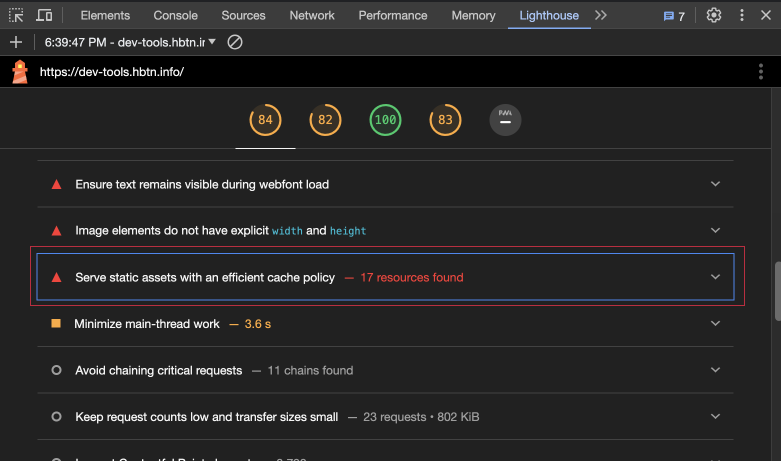 Elements Console Sources Network Performance Memory Lighthouse 7
6:39:47 PM - dev-tools.hbtn.ir
https://dev-tools.hbtn.info/
84 82 100 83 PWA
Ensure text remains visible during webfont load
Image elements do not have explicit width and height
Serve static assets with an efficient cache policy — 17 resources found
Minimize main-thread work — 3.6 s
Avoid chaining critical requests — 11 chains found
Keep request counts low and transfer sizes small — 23 requests • 802 KiB